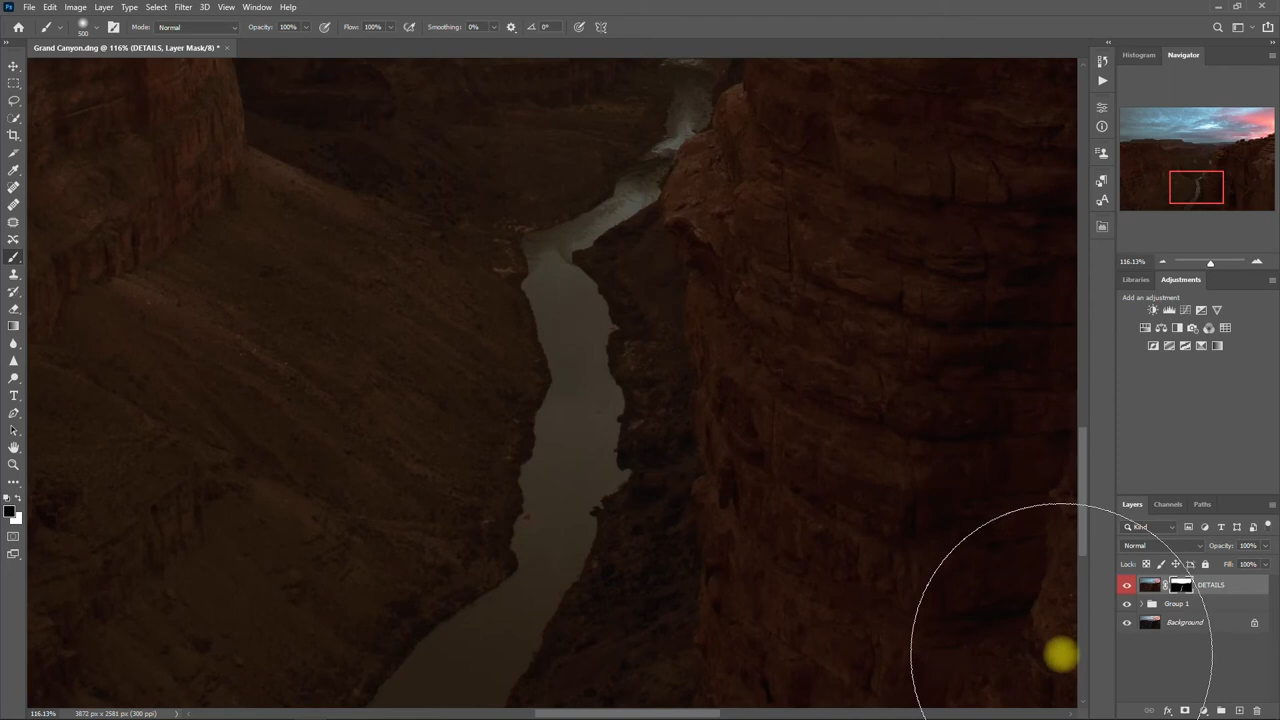 Ps File Edit Image Layer Type Select Filter 3D View Window Help
500 Mode: Normal Opacity: 100% Flow: 100% Smoothing: 0% 0°
Grand Canyon.dng @ 116% (DETAILS, Layer Mask/8) * ×
Histogram Navigator
116.13%
Libraries Adjustments
Add an adjustment
Layers Channels Paths
Kind
Normal Opacity: 100%
Lock: Fill: 100%
DETAILS
Group 1
Background
116.13% 3872 px x 2581 px (300 ppi)